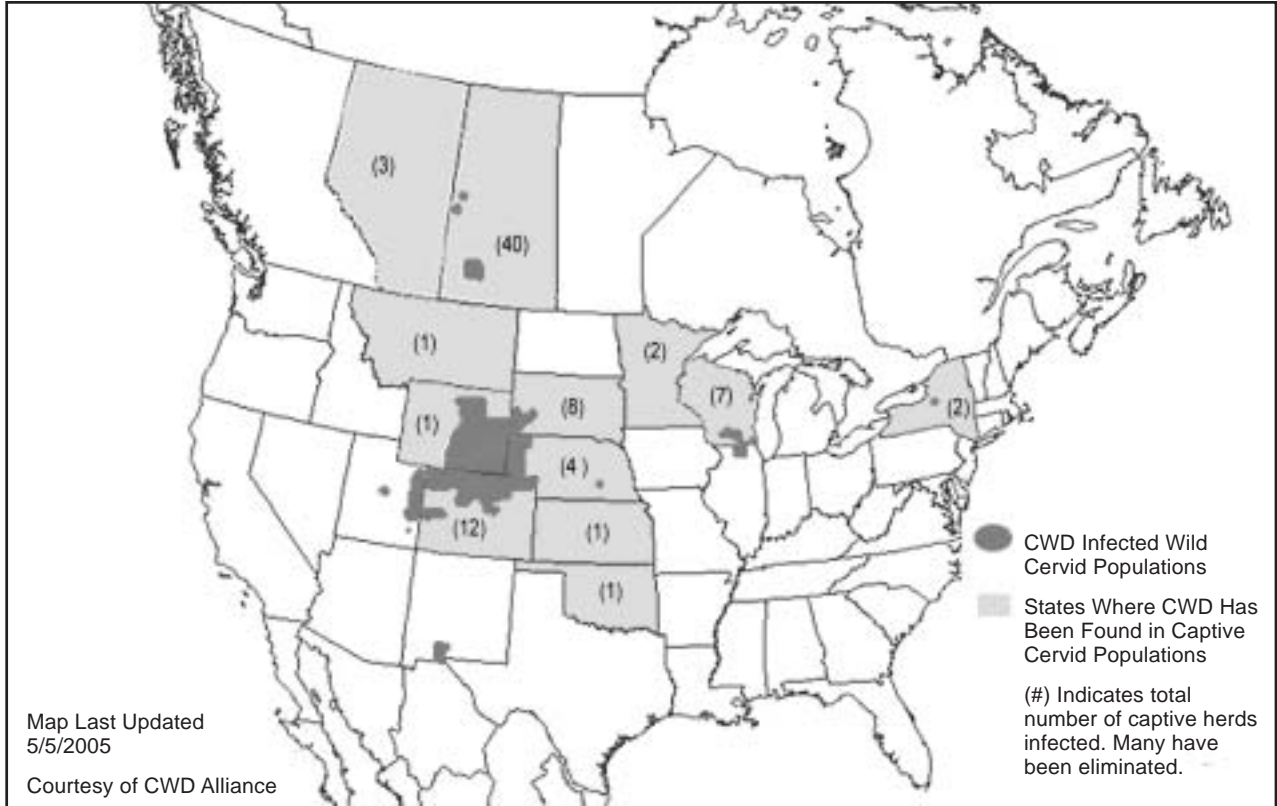 (3)
(40)
(1)
(2)
(1)
(8)
(7)
(2)
(4 )
(12)
(1)
(1)
CWD Infected Wild
Cervid Populations
States Where CWD Has
Been Found in Captive
Cervid Populations
(#) Indicates total
number of captive herds
infected. Many have
been eliminated.
Map Last Updated
5/5/2005
Courtesy of CWD Alliance